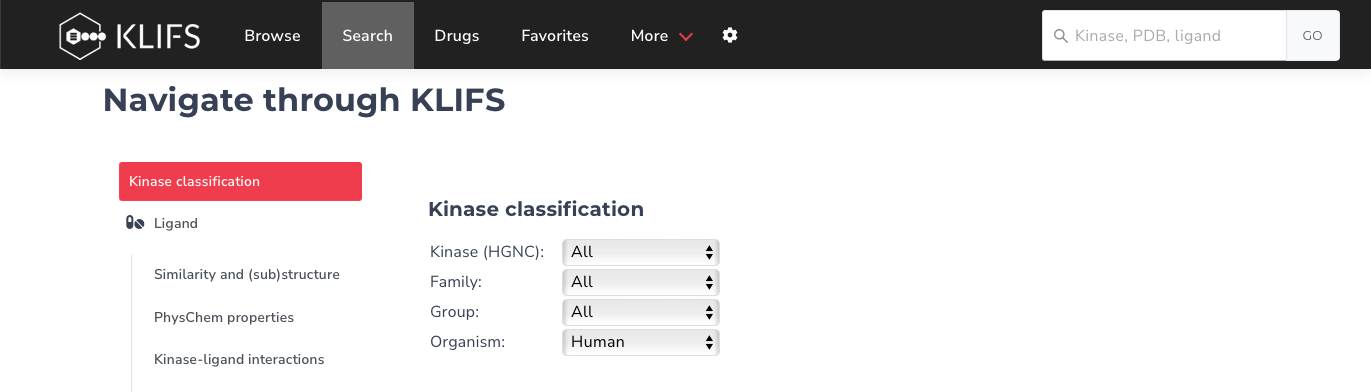 KLIFS Browse Search Drugs Favorites More Kinase, PDB, ligand GO
Navigate through KLIFS
Kinase classification
Ligand
Similarity and (sub)structure
PhysChem properties
Kinase-ligand interactions
Kinase classification
Kinase (HGNC): All
Family: All
Group: All
Organism: Human